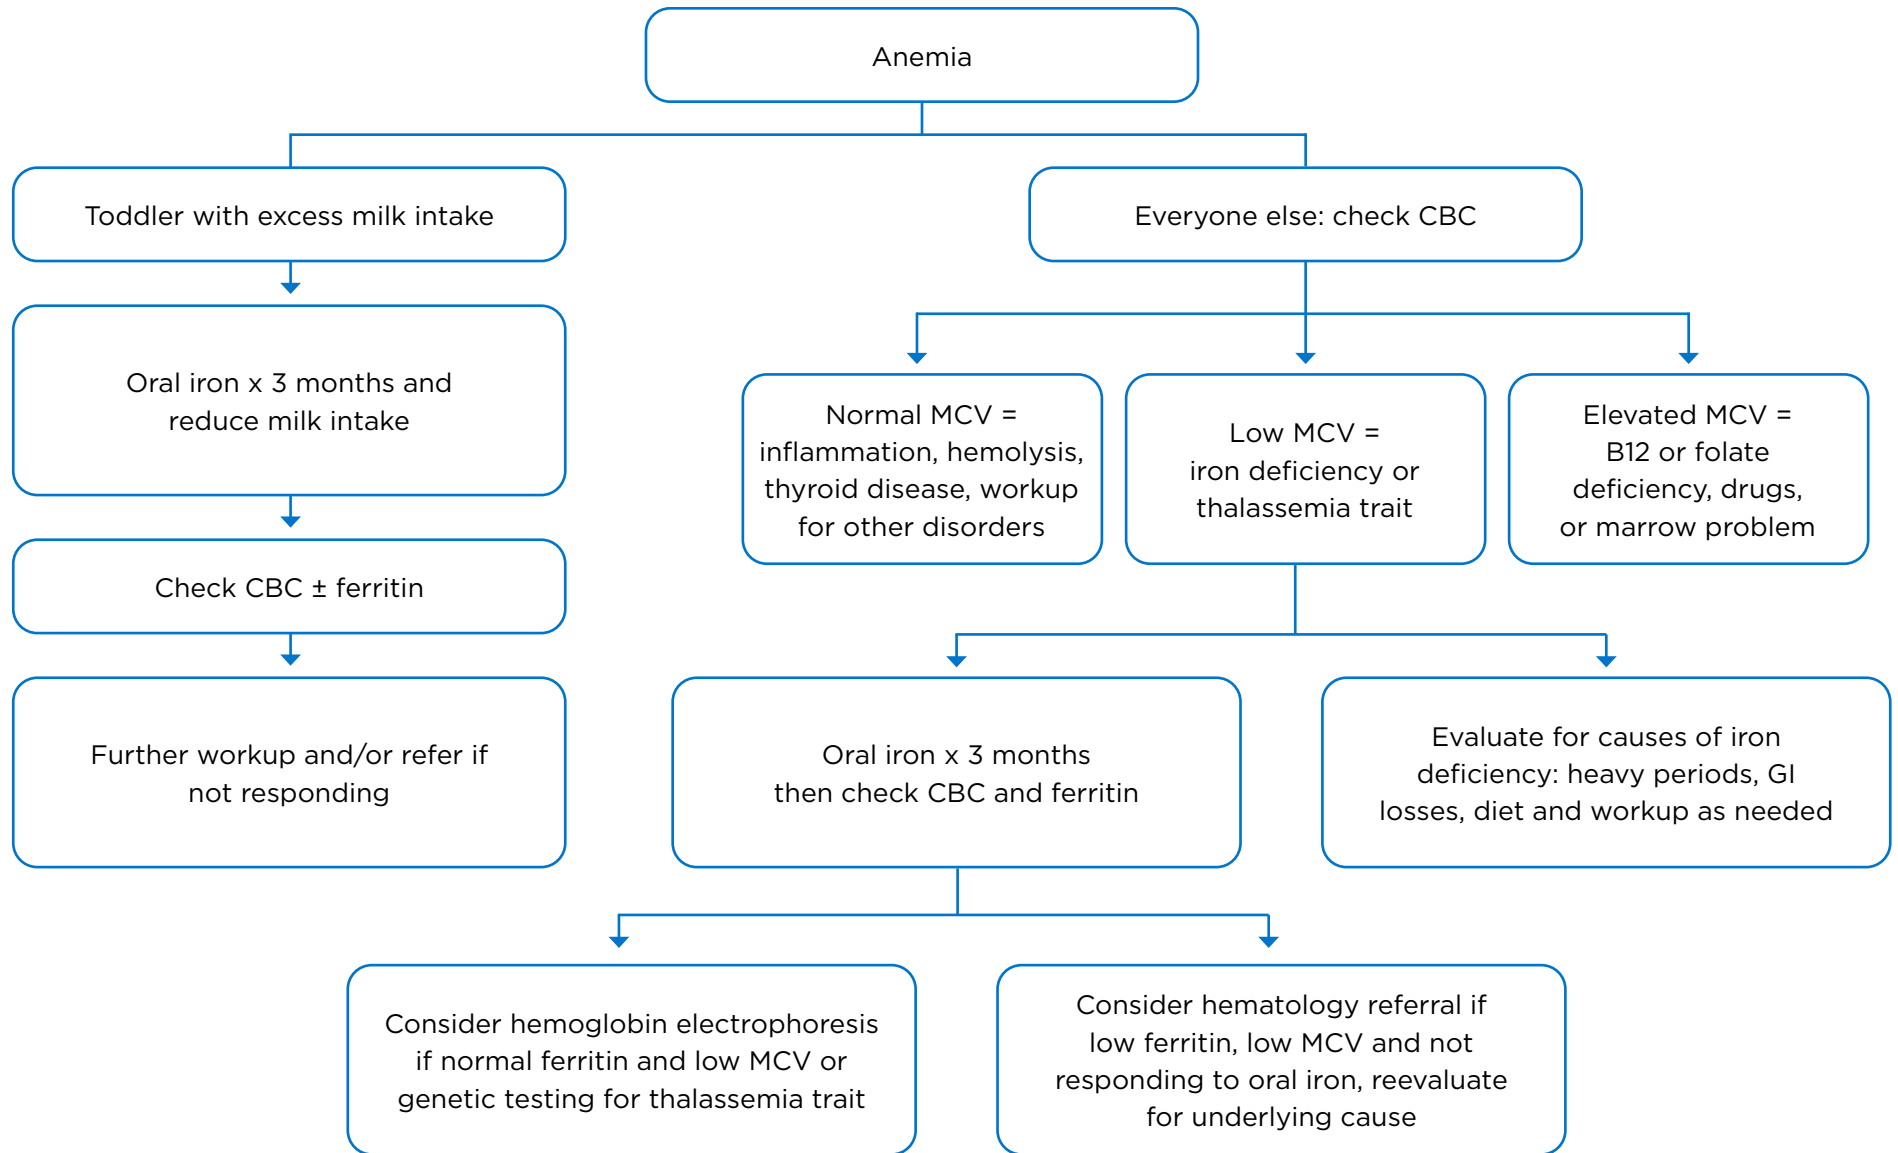 Anemia
Toddler with excess milk intake
Everyone else: check CBC
Oral iron x 3 months and
reduce milk intake
Normal MCV =
inflammation, hemolysis,
thyroid disease, workup
for other disorders
Low MCV =
iron deficiency or
thalassemia trait
Elevated MCV =
B12 or folate
deficiency, drugs,
or marrow problem
Check CBC ± ferritin
Further workup and/or refer if
not responding
Oral iron x 3 months
then check CBC and ferritin
Evaluate for causes of iron
deficiency: heavy periods, GI
losses, diet and workup as needed
Consider hemoglobin electrophoresis
if normal ferritin and low MCV or
genetic testing for thalassemia trait
Consider hematology referral if
low ferritin, low MCV and not
responding to oral iron, reevaluate
for underlying cause